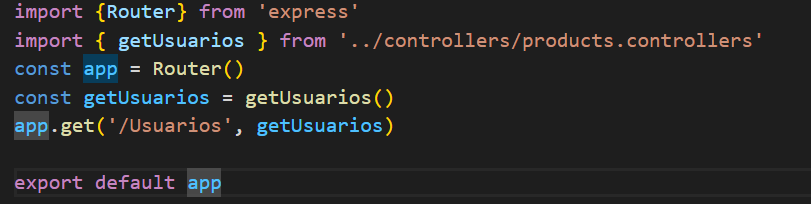 import {Router} from 'express'
import { getUsuarios } from '../controllers/products.controllers'
const app = Router()
const getUsuarios = getUsuarios()
app.get('/Usuarios', getUsuarios)
export default app